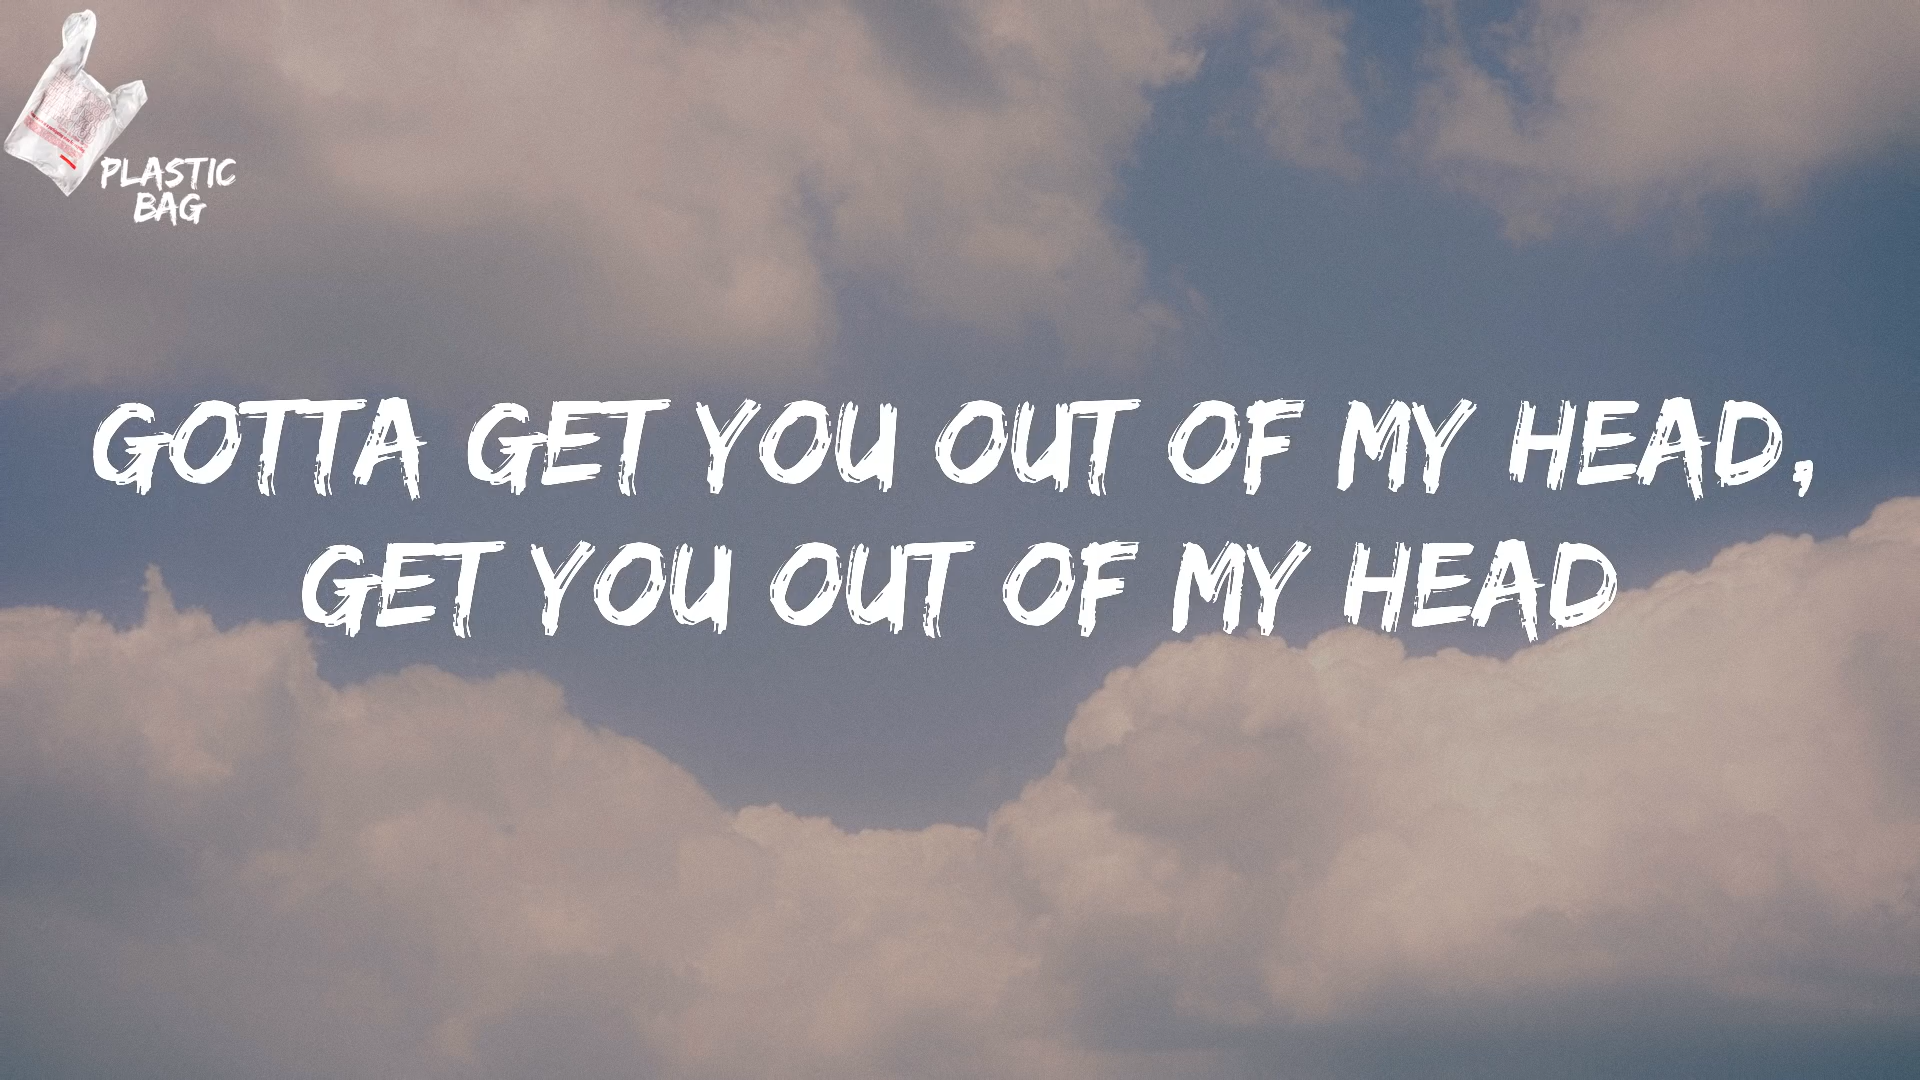 PLASTIC
BAG
GOTTA GET YOU OUT OF MY HEAD,
GET YOU OUT OF MY HEAD